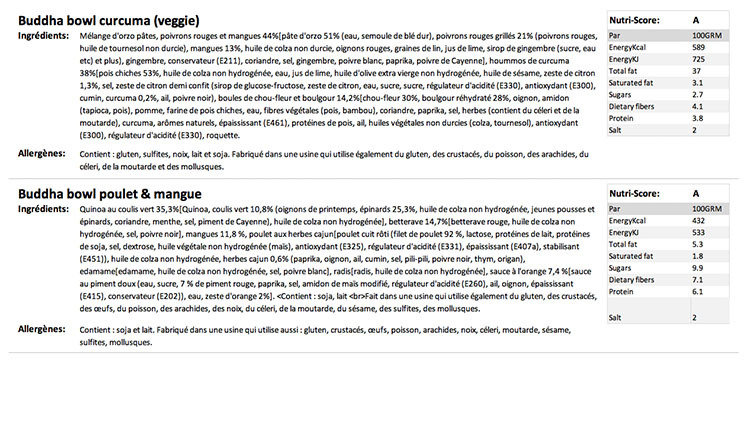 Buddha bowl curcuma (veggie)
Ingrédients: Mélange d'orzo pâtes, poivrons rouges et mangues 44%[pâte d'orzo 51% (eau, semoule de blé dur), poivrons rouges grillés 21% (poivrons rouges,
huile de tournesol non durcie), mangues 13%, huile de colza non durcie, oignons rouges, graines de lin, jus de lime, sirop de gingembre (sucre, eau
etc) et plus), gingembre, conservateur (E211), coriandre, sel, gingembre, poivre blanc, paprika, poivre de Cayenne], hoummos de curcuma
38%[pois chiches 53%, huile de colza non hydrogénée, eau, jus de lime, huile d'olive extra vierge non hydrogénée, huile de sésame, zeste de citron
1,3%, sel, zeste de citron demi confit (sirop de glucose-fructose, zeste de citron, eau, sucre, sucre, régulateur d'acidité (E330), antioxydant (E300),
cumin, curcuma 0,2%, ail, poivre noir), boules de chou-fleur et boulgour 14,2%[chou-fleur 30%, boulgour réhydraté 28%, oignon, amidon
(tapioca, pois), pomme, farine de pois chiches, eau, fibres végétales (pois, bambou), coriandre, paprika, sel, herbes (contient du céleri et de la
moutarde), curcuma, arômes naturels, épaississant (E461), protéines de pois, ail, huiles végétales non durcies (colza, tournesol), antioxydant
(E300), régulateur d'acidité (E330), roquette.
Allergènes: Contient : gluten, sulfites, noix, lait et soja. Fabriqué dans une usine qui utilise également du gluten, des crustacés, du poisson, des arachides, du
céleri, de la moutarde et des mollusques.
Nutri-Score: A
Par 100GRM
EnergyKcal 589
EnergyKJ 725
Total fat 37
Saturated fat 3.1
Sugars 2.7
Dietary fibers 4.1
Protein 3.8
Salt 2
Buddha bowl poulet & mangue
Ingrédients: Quinoa au coulis vert 35,3%[Quinoa, coulis vert 10,8% (oignons de printemps, épinards 25,3%, huile de colza non hydrogénée, jeunes pousses et
épinards, coriandre, menthe, sel, piment de Cayenne), huile de colza non hydrogénée], betterave 14,7%[betterave rouge, huile de colza non
hydrogénée, sel, poivre noir], mangues 11,8 %, poulet aux herbes cajun[poulet cuit rôti (filet de poulet 92 %, lactose, protéines de lait, protéines
de soja, sel, dextrose, huile végétale non hydrogénée (maïs), antioxydant (E325), régulateur d'acidité (E331), épaississant (E407a), stabilisant
(E451)), huile de colza non hydrogénée, herbes cajun 0,6% (paprika, oignon, ail, cumin, sel, pili-pili, poivre noir, thym, origan),
edamame[edamame, huile de colza non hydrogénée, sel, poivre blanc], radis[radis, huile de colza non hydrogénée], sauce à l'orange 7,4 %[sauce
au piment doux (eau, sucre, 7 % de piment rouge, paprika, sel, amidon de maïs modifié, régulateur d'acidité (E260), ail, oignon, épaississant
(E415), conservateur (E202)), eau, zeste d'orange 2%]. <Contient : soja, lait <br>Fait dans une usine qui utilise également du gluten, des crustacés,
des œufs, du poisson, des arachides, des noix, du céleri, de la moutarde, du sésame, des sulfites, des mollusques.
Allergènes: Contient : soja et lait. Fabriqué dans une usine qui utilise aussi : gluten, crustacés, œufs, poisson, arachides, noix, céleri, moutarde, sésame,
sulfites, mollusques.
Nutri-Score: A
Par 100GRM
EnergyKcal 432
EnergyKJ 533
Total fat 5.3
Saturated fat 1.8
Sugars 9.9
Dietary fibers 7.1
Protein 6.1
Salt 2